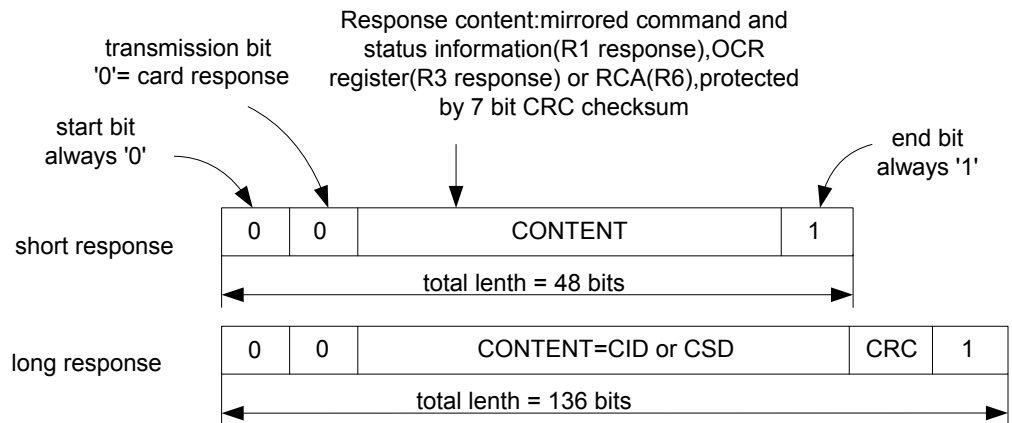 Response content:mirrored command and
status information(R1 response),OCR
register(R3 response) or RCA(R6),protected
by 7 bit CRC checksum
transmission bit
'0'= card response
start bit
always '0'
end bit
always '1'
short response
0 0 CONTENT 1
total lenth = 48 bits
long response
0 0 CONTENT=CID or CSD CRC 1
total lenth = 136 bits